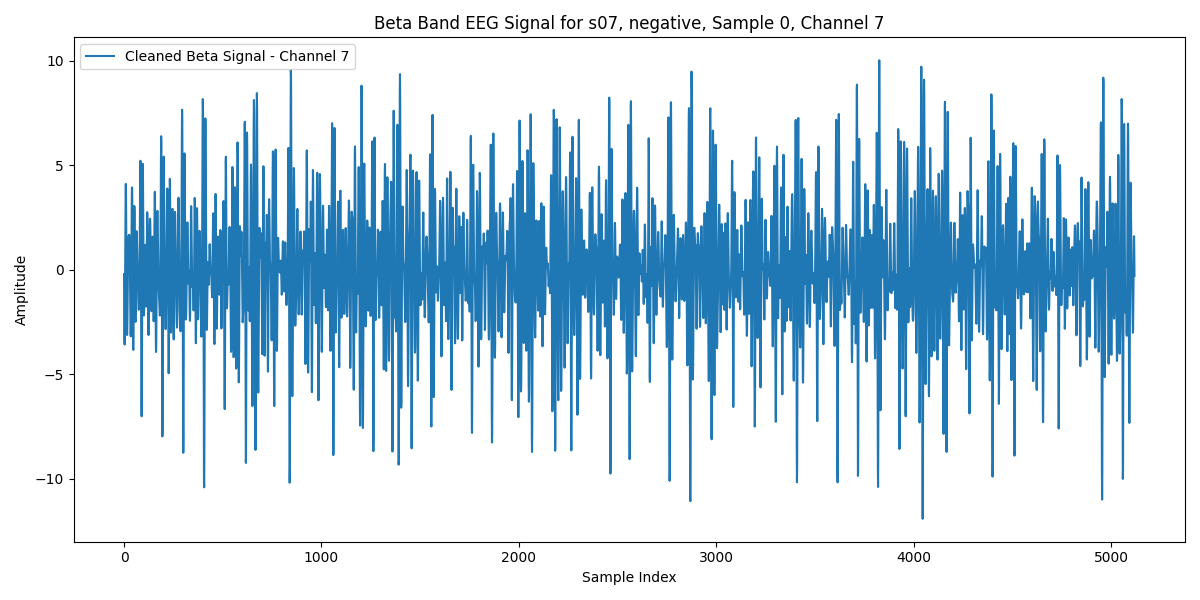 Beta Band EEG Signal for s07, negative, Sample 0, Channel 7
Cleaned Beta Signal - Channel 7
10
5
0
−5
−10
Amplitude
0 1000 2000 3000 4000 5000
Sample Index